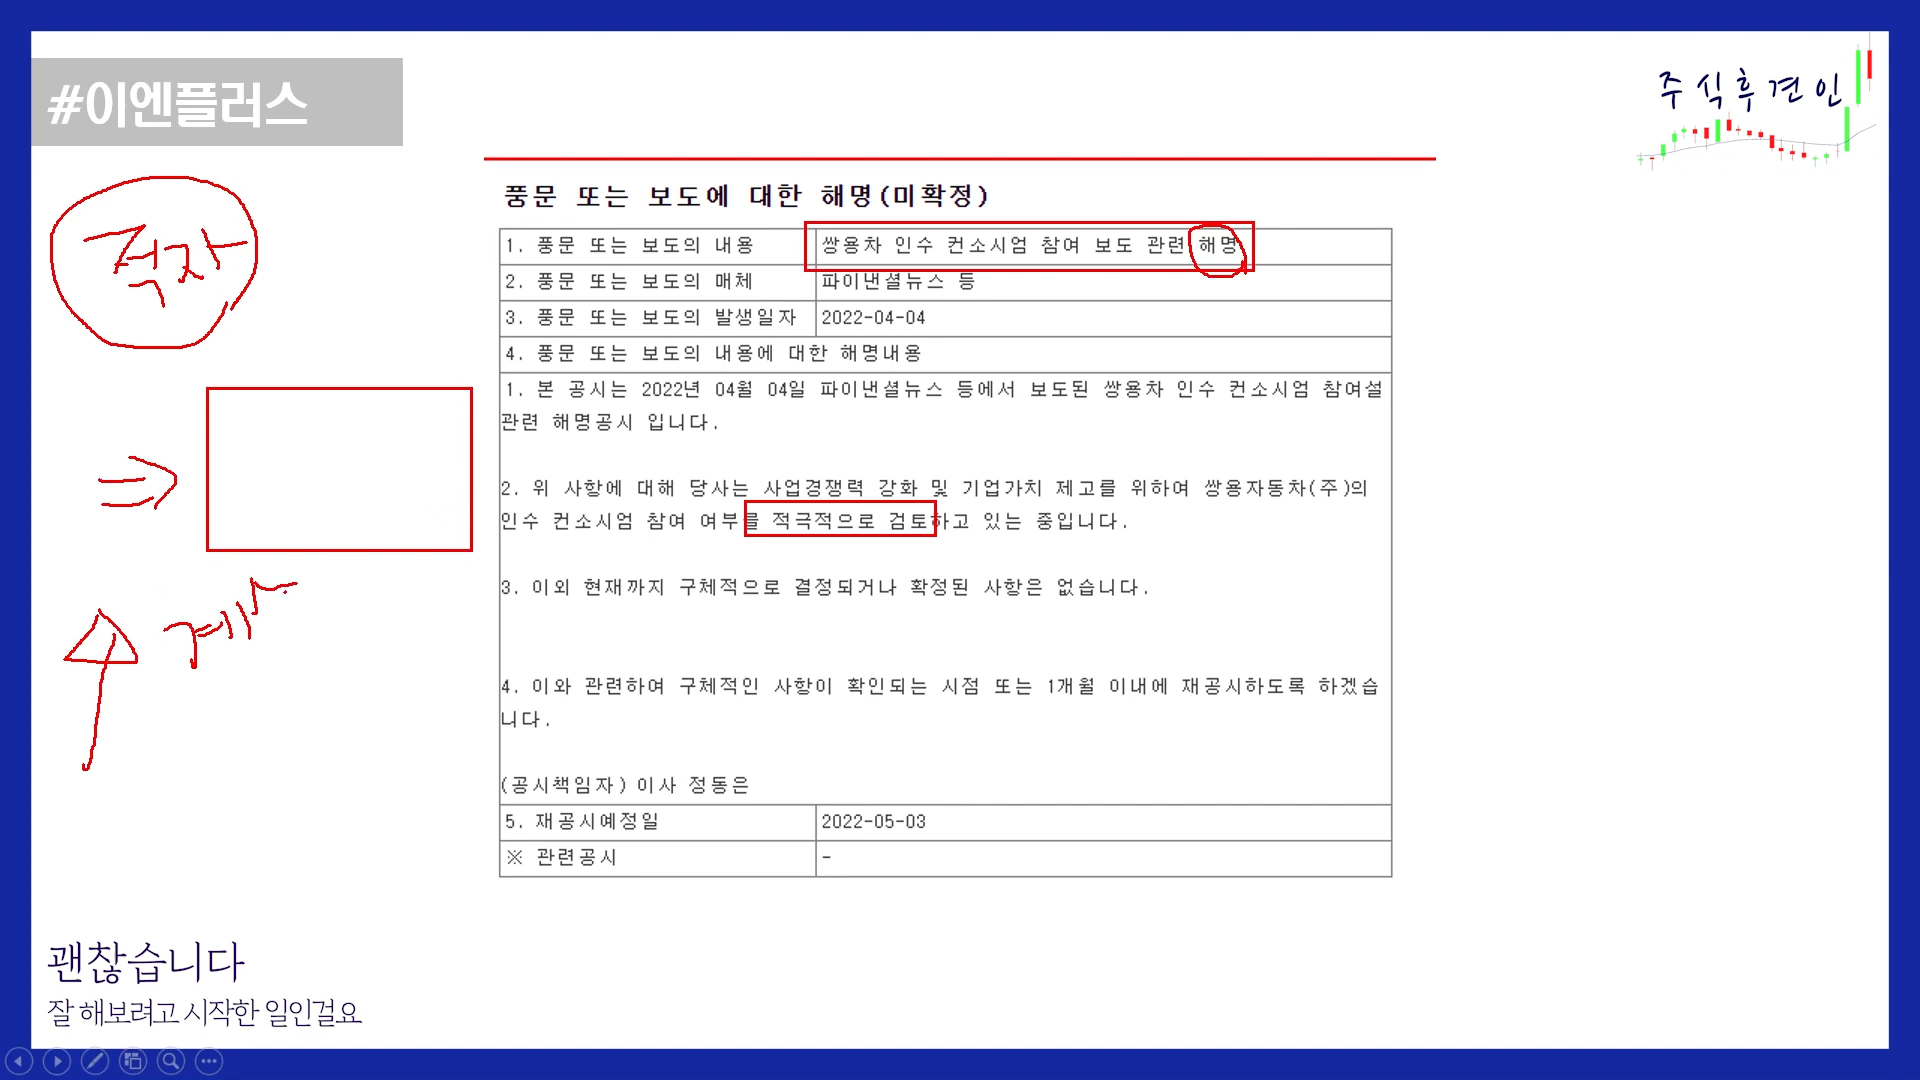 #이엔플러스
주식후견인
적자
풍문 또는 보도에 대한 해명(미확정)
1. 풍문 또는 보도의 내용 쌍용차 인수 컨소시엄 참여 보도 관련 해명
2. 풍문 또는 보도의 매체 파이낸셜뉴스 등
3. 풍문 또는 보도의 발생일자 2022-04-04
4. 풍문 또는 보도의 내용에 대한 해명내용
1. 본 공시는 2022년 04월 04일 파이낸셜뉴스 등에서 보도된 쌍용차 인수 컨소시엄 참여설
관련 해명공시 입니다.
2. 위 사항에 대해 당사는 사업경쟁력 강화 및 기업가치 제고를 위하여 쌍용자동차(주)의
인수 컨소시엄 참여 여부를 적극적으로 검토하고 있는 중입니다.
3. 이외 현재까지 구체적으로 결정되거나 확정된 사항은 없습니다.
4. 이와 관련하여 구체적인 사항이 확인되는 시점 또는 1개월 이내에 재공시하도록 하겠습
니다.
(공시책임자) 이사 정동은
5. 재공시예정일 2022-05-03
※ 관련공시 -
괜찮습니다
잘 해보려고 시작한 일인걸요